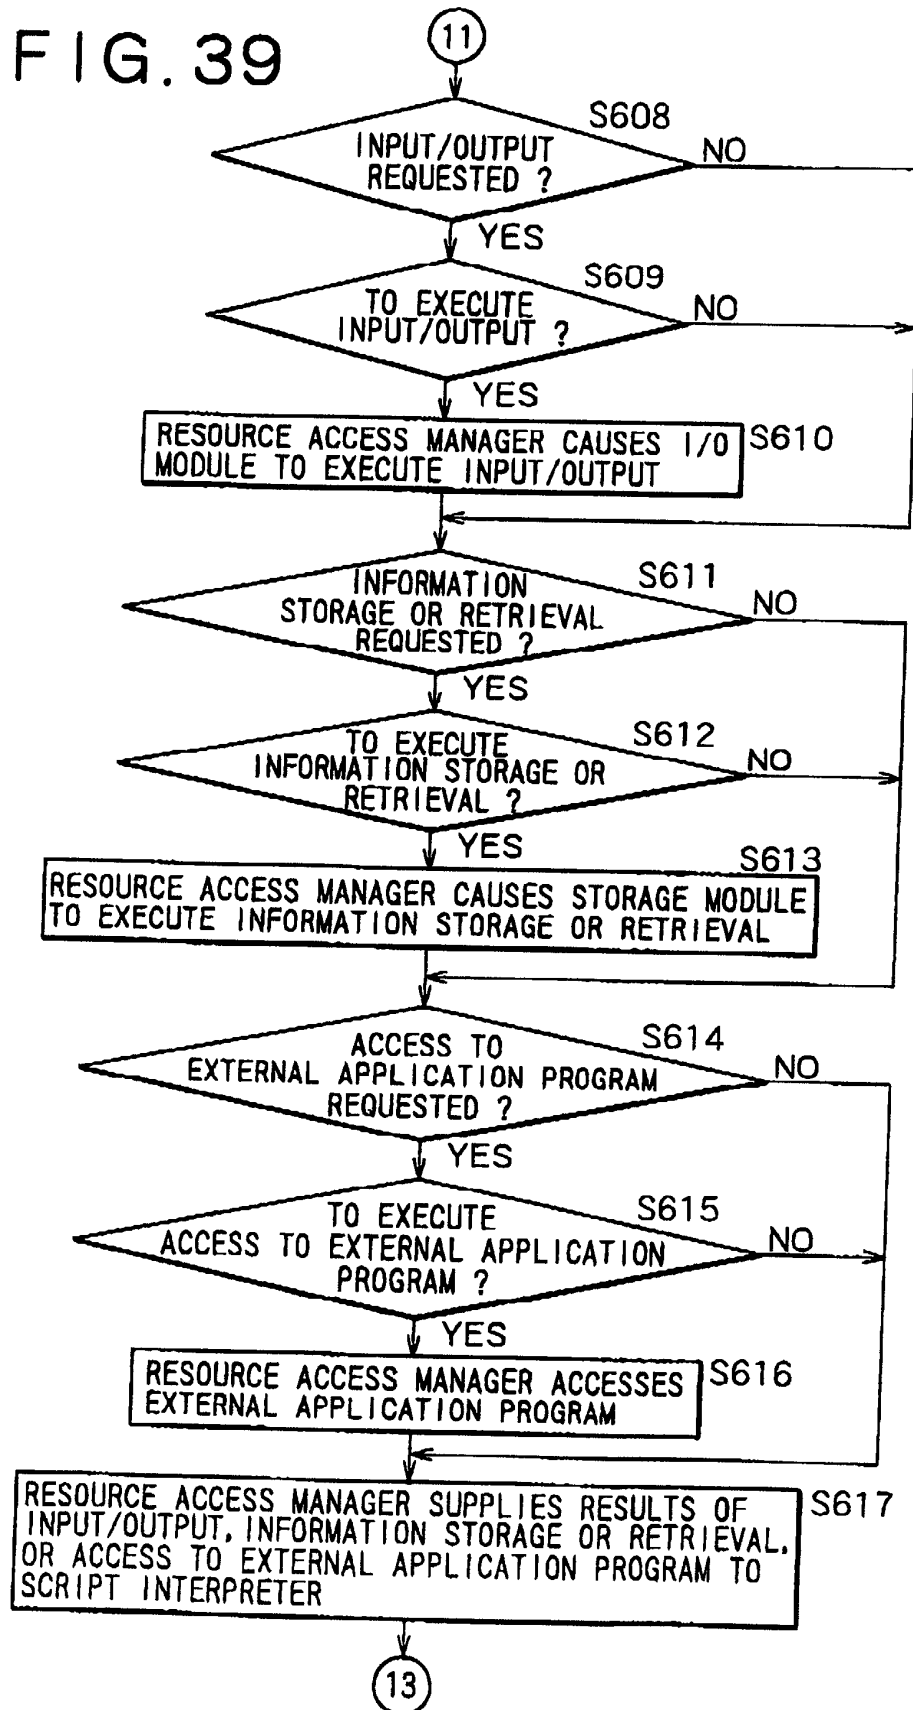 FIG. 39
11
S608
INPUT/OUTPUT
REQUESTED ?
NO
YES
S609
TO EXECUTE
INPUT/OUTPUT ?
NO
YES
RESOURCE ACCESS MANAGER CAUSES I/O
MODULE TO EXECUTE INPUT/OUTPUT
S610
S611
INFORMATION
STORAGE OR RETRIEVAL
REQUESTED ?
NO
YES
S612
TO EXECUTE
INFORMATION STORAGE OR
RETRIEVAL ?
NO
YES
S613
RESOURCE ACCESS MANAGER CAUSES STORAGE MODULE
TO EXECUTE INFORMATION STORAGE OR RETRIEVAL
S614
ACCESS TO
EXTERNAL APPLICATION PROGRAM
REQUESTED ?
NO
YES
S615
TO EXECUTE
ACCESS TO EXTERNAL APPLICATION
PROGRAM ?
NO
YES
RESOURCE ACCESS MANAGER ACCESSES
EXTERNAL APPLICATION PROGRAM
S616
RESOURCE ACCESS MANAGER SUPPLIES RESULTS OF
INPUT/OUTPUT, INFORMATION STORAGE OR RETRIEVAL,
OR ACCESS TO EXTERNAL APPLICATION PROGRAM TO
SCRIPT INTERPRETER
S617
13